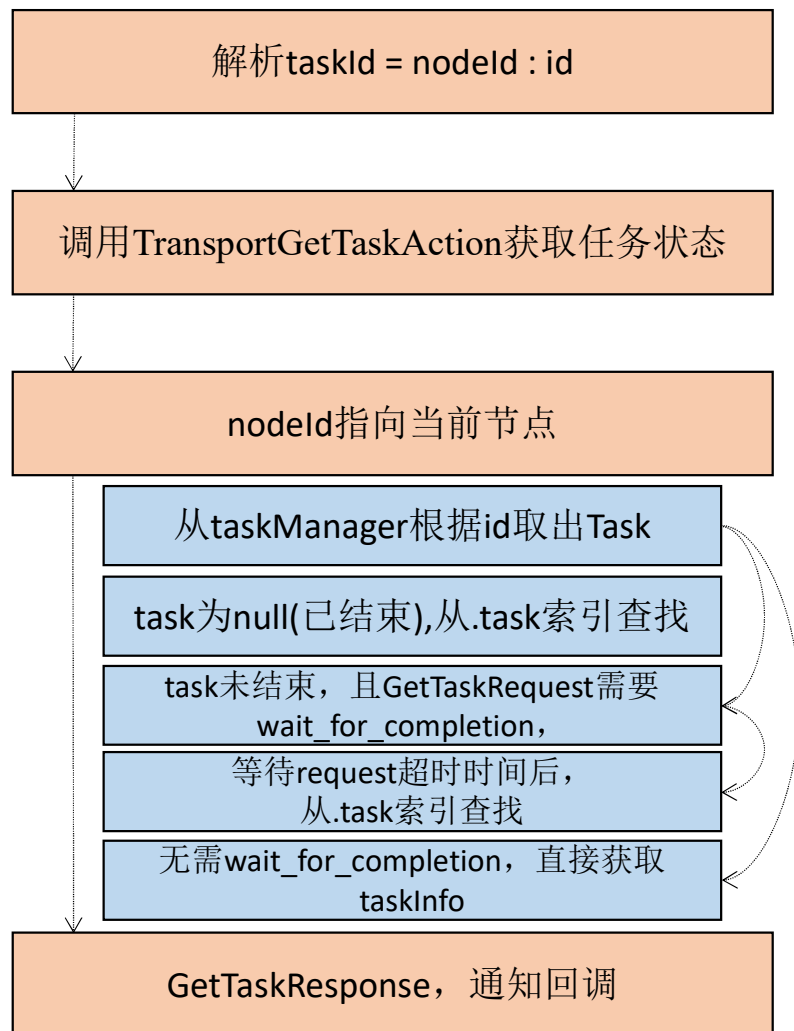 解析taskId = nodeId : id
调用TransportGetTaskAction获取任务状态
nodeId指向当前节点
从taskManager根据id取出Task
task为null(已结束),从.task索引查找
task未结束，且GetTaskRequest需要
wait_for_completion，
等待request超时时间后，
从.task索引查找
无需wait_for_completion，直接获取
taskInfo
GetTaskResponse，通知回调